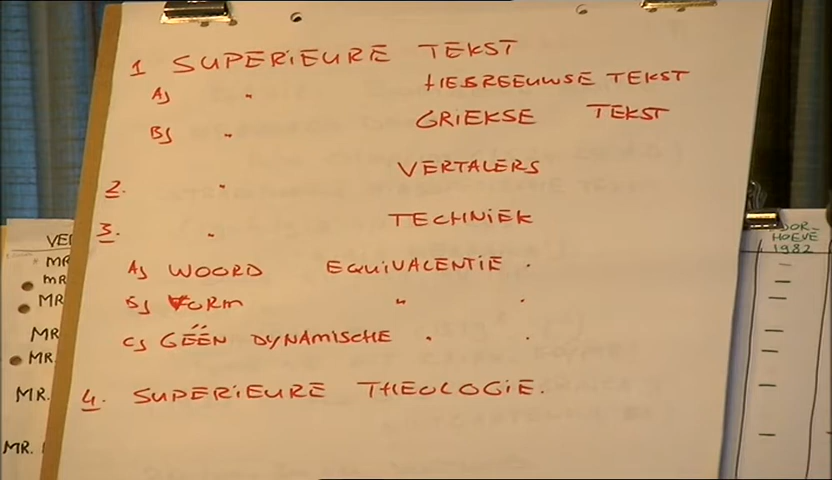 1 SUPERIEURE TEKST
A) " HEBREEUWSE TEKST
B) " GRIEKSE TEKST
2. " VERTALERS
3. " TECHNIEK
A) WOORD EQUIVALENTIE .
B) VORM " .
C) GÉÉN DYNAMISCHE " .
4. SUPERIEURE THEOLOGIE.
MR.
MR.
MR.
MR.
MR.
MR.
MR.
HOEVE
1982